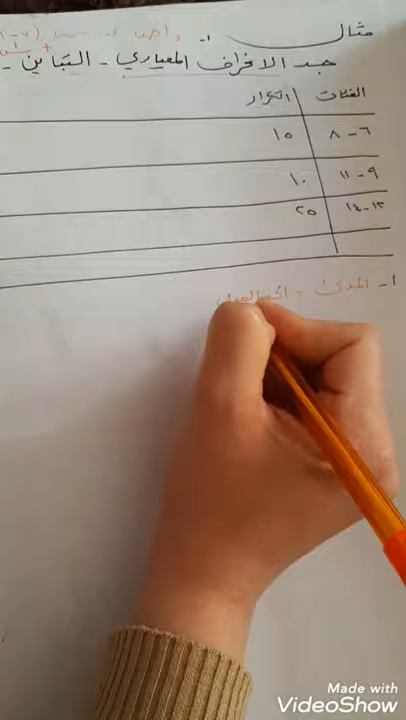 مثال -١
جد الانحراف المعياري - التباين -
الفئات التكرار
٦-٨ ١٥
٩-١١ ١٠
١٢-١٤ ٢٥
١- المدى =
Made with
VideoShow